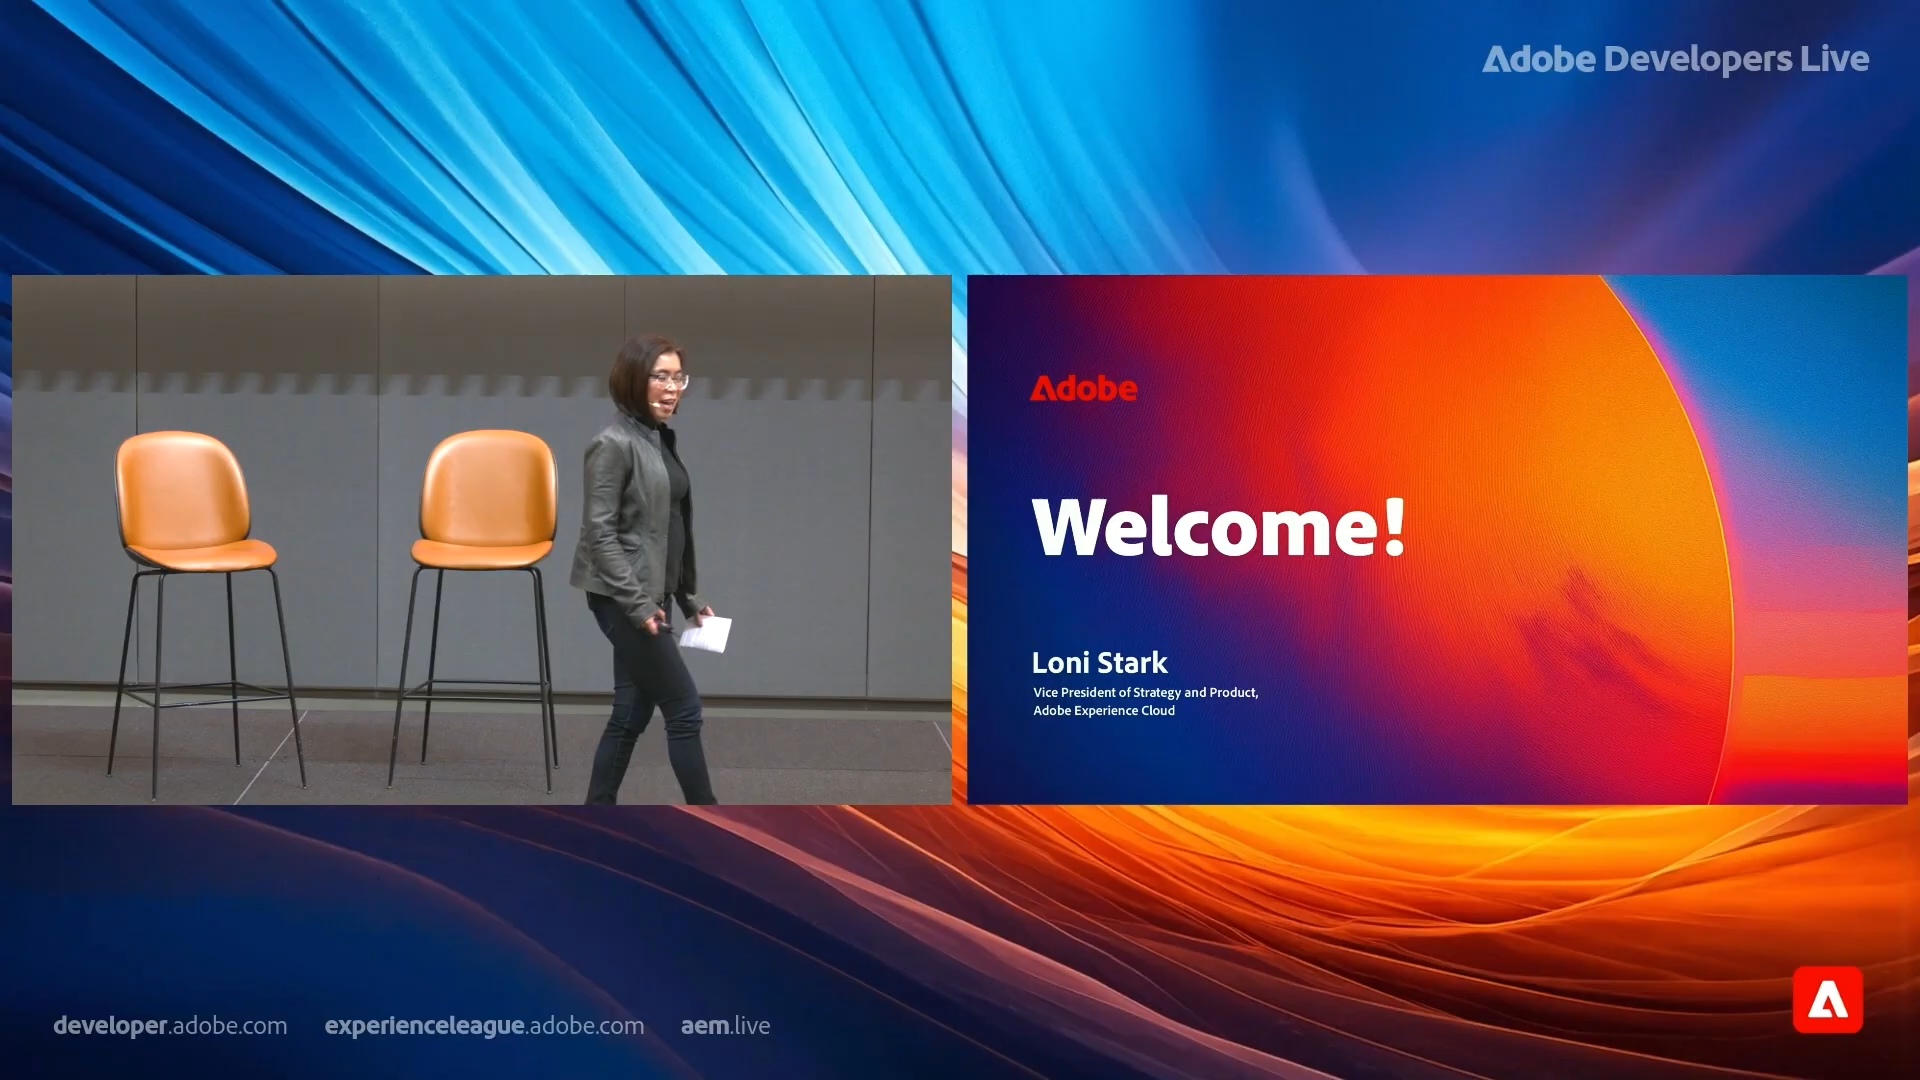 Adobe Developers Live
Adobe
Welcome!
Loni Stark
Vice President of Strategy and Product,
Adobe Experience Cloud
developer.adobe.com
experienceleague.adobe.com
aem.live